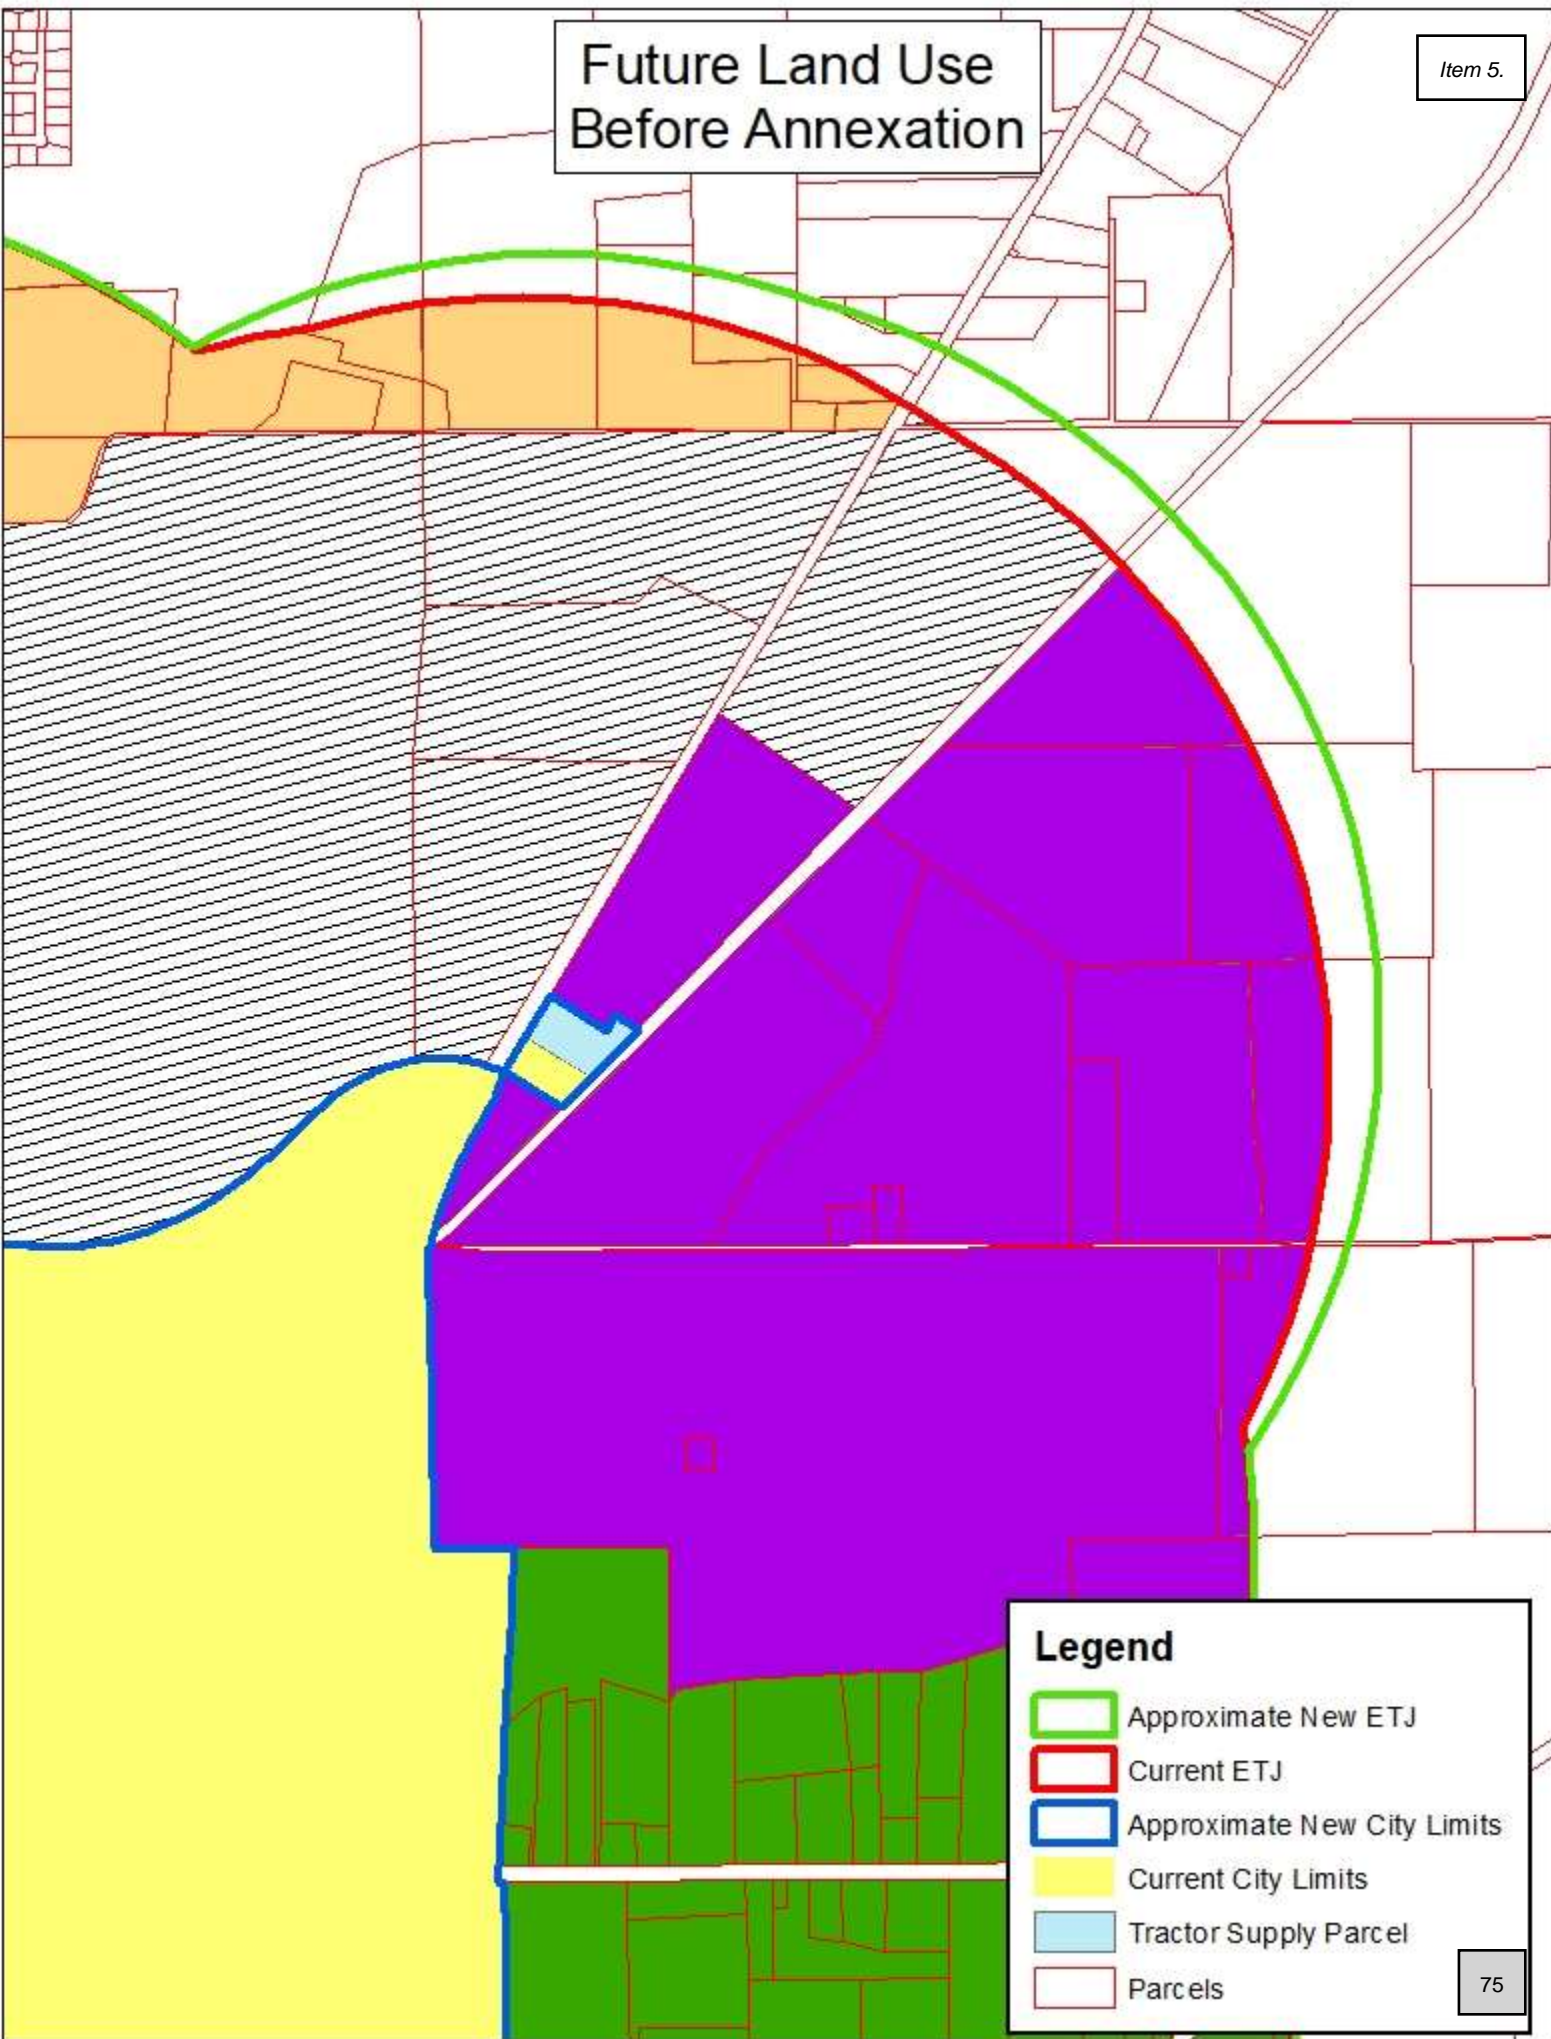 Future Land Use
Before Annexation
Item 5.
Legend
Approximate New ETJ
Current ETJ
Approximate New City Limits
Current City Limits
Tractor Supply Parcel
Parcels
75